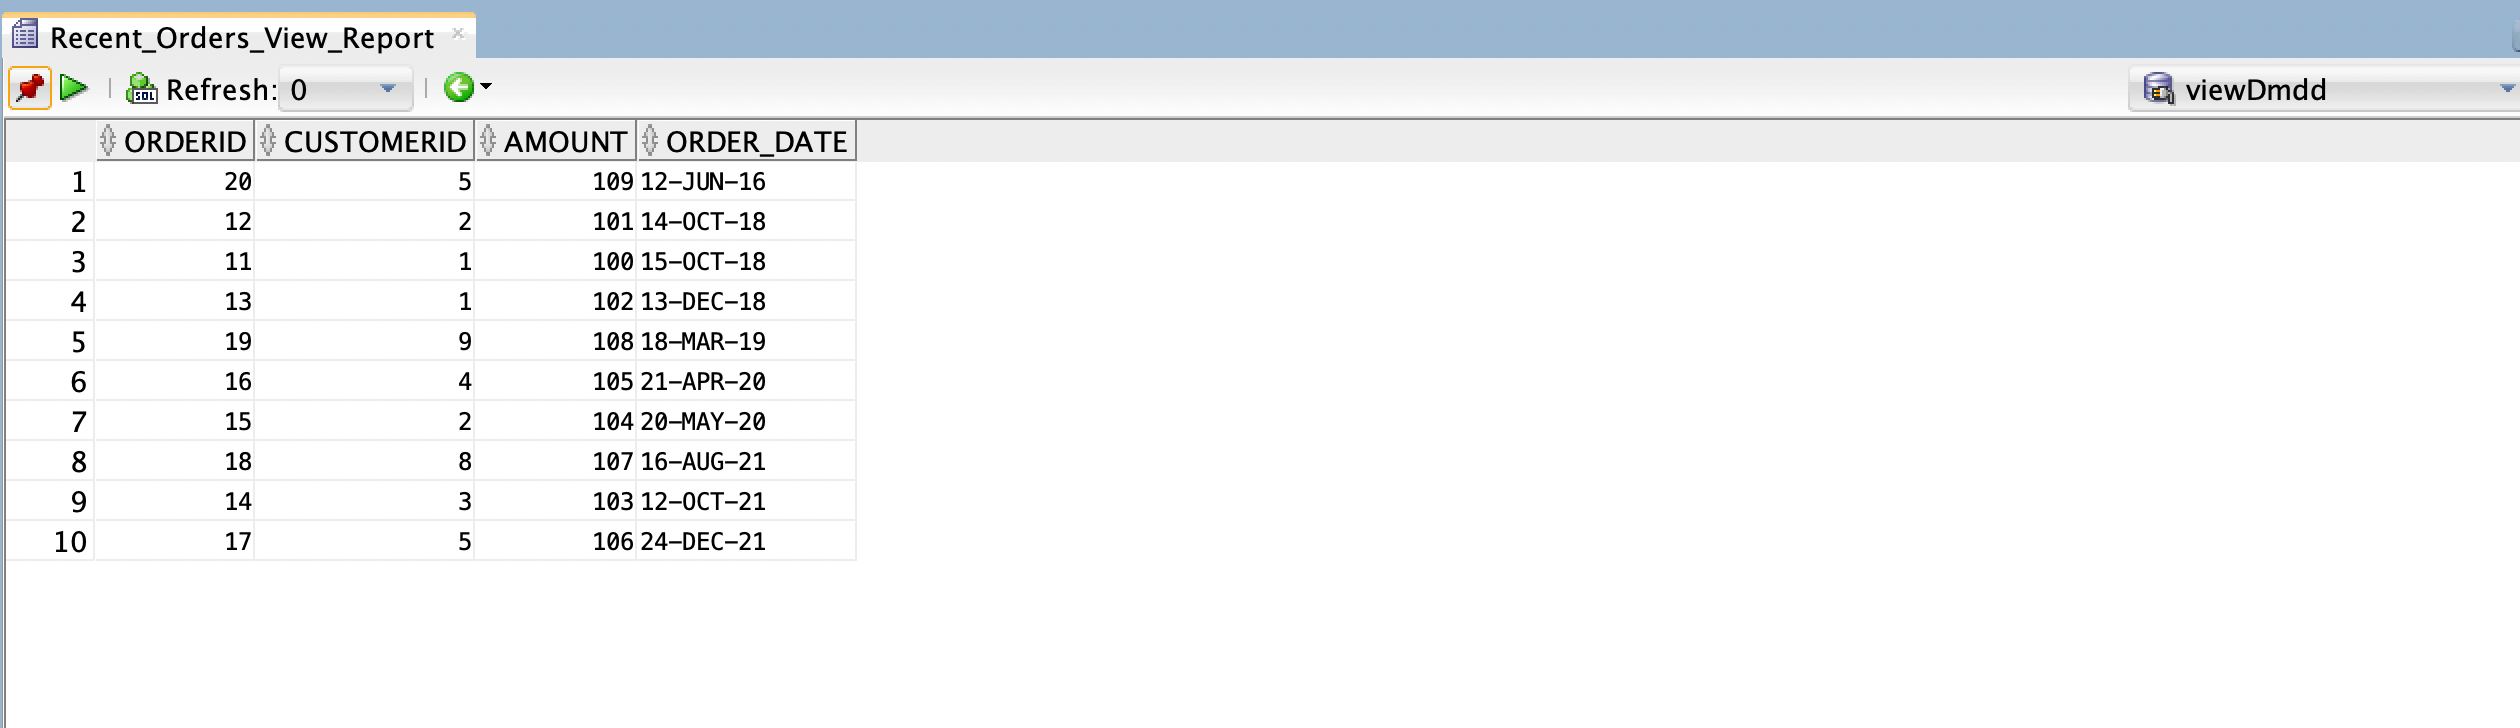 Recent_Orders_View_Report
SQL Refresh: 0 viewDmdd
ORDERID CUSTOMERID AMOUNT ORDER_DATE
1 20 5 109 12-JUN-16
2 12 2 101 14-OCT-18
3 11 1 100 15-OCT-18
4 13 1 102 13-DEC-18
5 19 9 108 18-MAR-19
6 16 4 105 21-APR-20
7 15 2 104 20-MAY-20
8 18 8 107 16-AUG-21
9 14 3 103 12-OCT-21
10 17 5 106 24-DEC-21